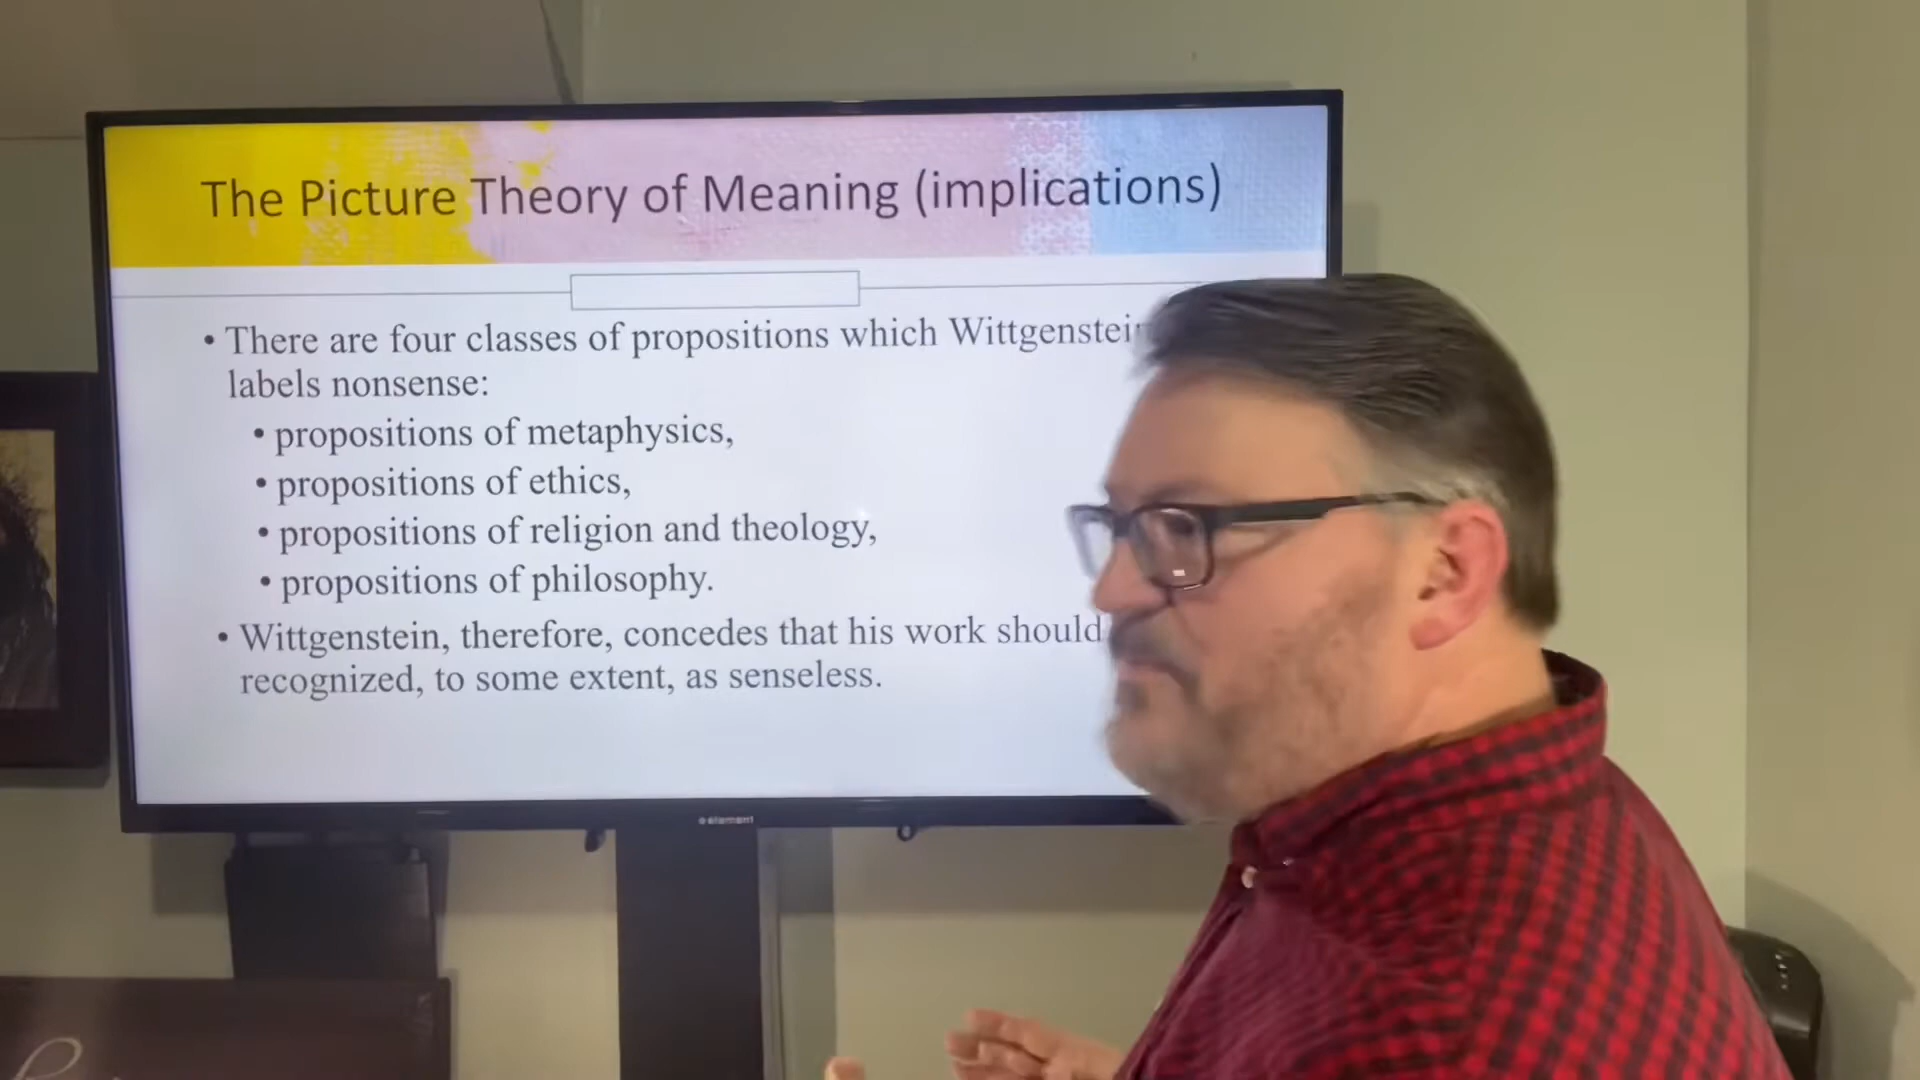 The Picture Theory of Meaning (implications)
• There are four classes of propositions which Wittgenstein
labels nonsense:
• propositions of metaphysics,
• propositions of ethics,
• propositions of religion and theology,
• propositions of philosophy.
• Wittgenstein, therefore, concedes that his work should
recognized, to some extent, as senseless.
element